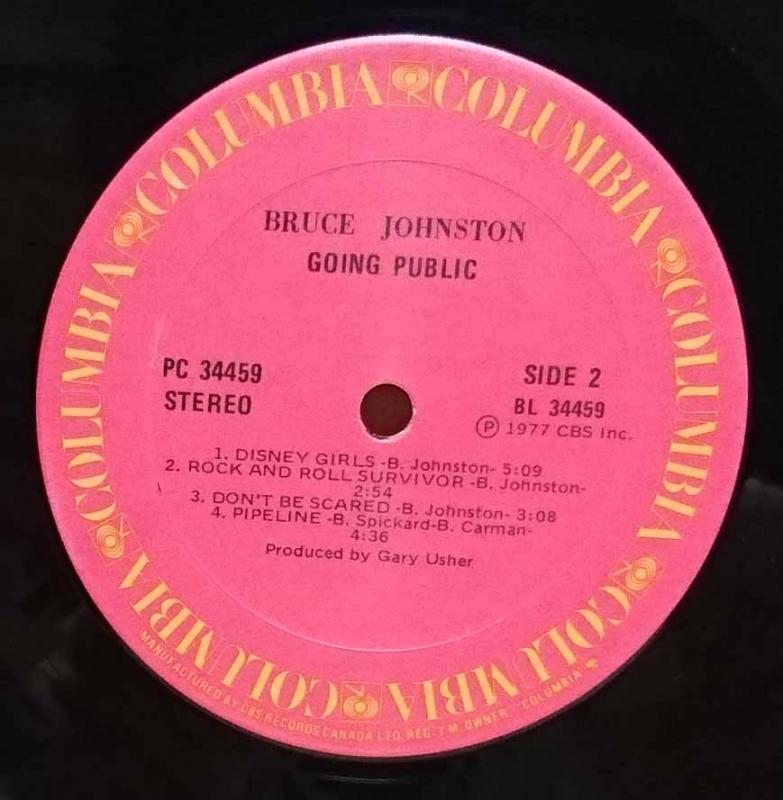 COLUMBIA COLUMBIA COLUMBIA COLUMBIA COLUMBIA COLUMBIA COLUMBIA
BRUCE JOHNSTON
GOING PUBLIC
PC 34459
STEREO
SIDE 2
BL 34459
Ⓟ 1977 CBS Inc.
1. DISNEY GIRLS -B. Johnston- 5:09
2. ROCK AND ROLL SURVIVOR -B. Johnston-
2:54
3. DON'T BE SCARED -B. Johnston- 3:08
4. PIPELINE -B. Spickard-B. Carman-
4:36
Produced by Gary Usher
MANUFACTURED BY CBS RECORDS CANADA LTD. REG. T.M. OWNER COLUMBIA